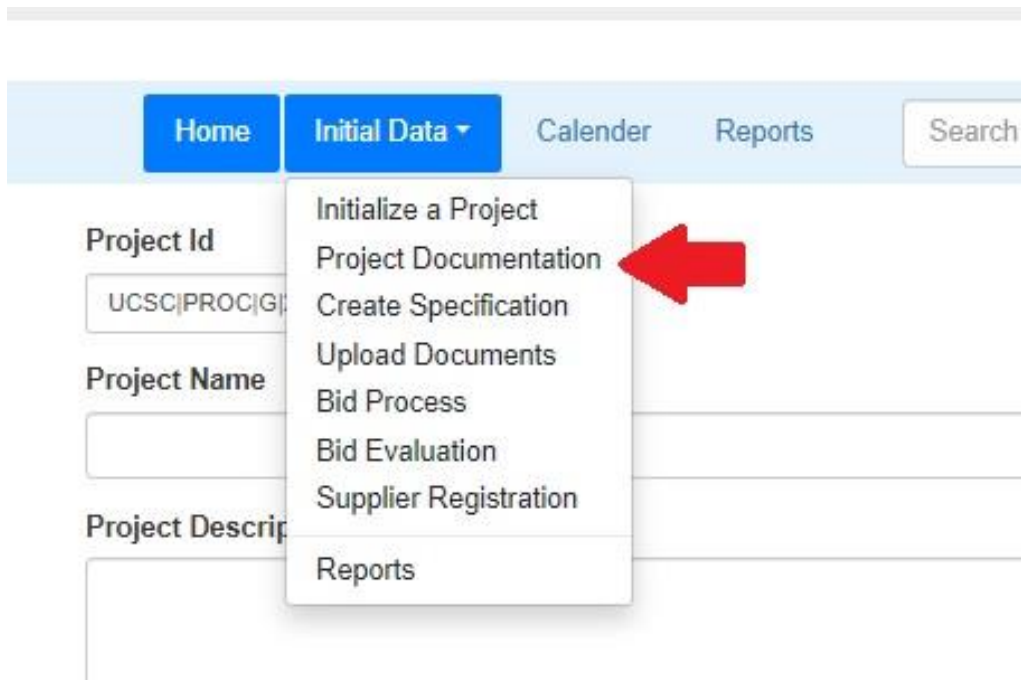 Home Initial Data Calender Reports Search
Initialize a Project
Project Id
Project Documentation
UCSC|PROC|G|
Create Specification
Upload Documents
Project Name
Bid Process
Bid Evaluation
Supplier Registration
Project Descrip
Reports